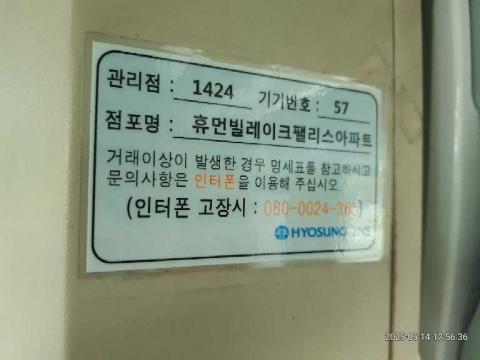 관리점 : 1424 기기번호 : 57
점포명 : 휴먼빌레이크팰리스아파트
거래이상이 발생한 경우 명세표를 참고하시고
문의사항은 인터폰을 이용해 주십시오.
(인터폰 고장시 : 080-0024-365)
HYOSUNG TNS
2025-05-14 17:56:36